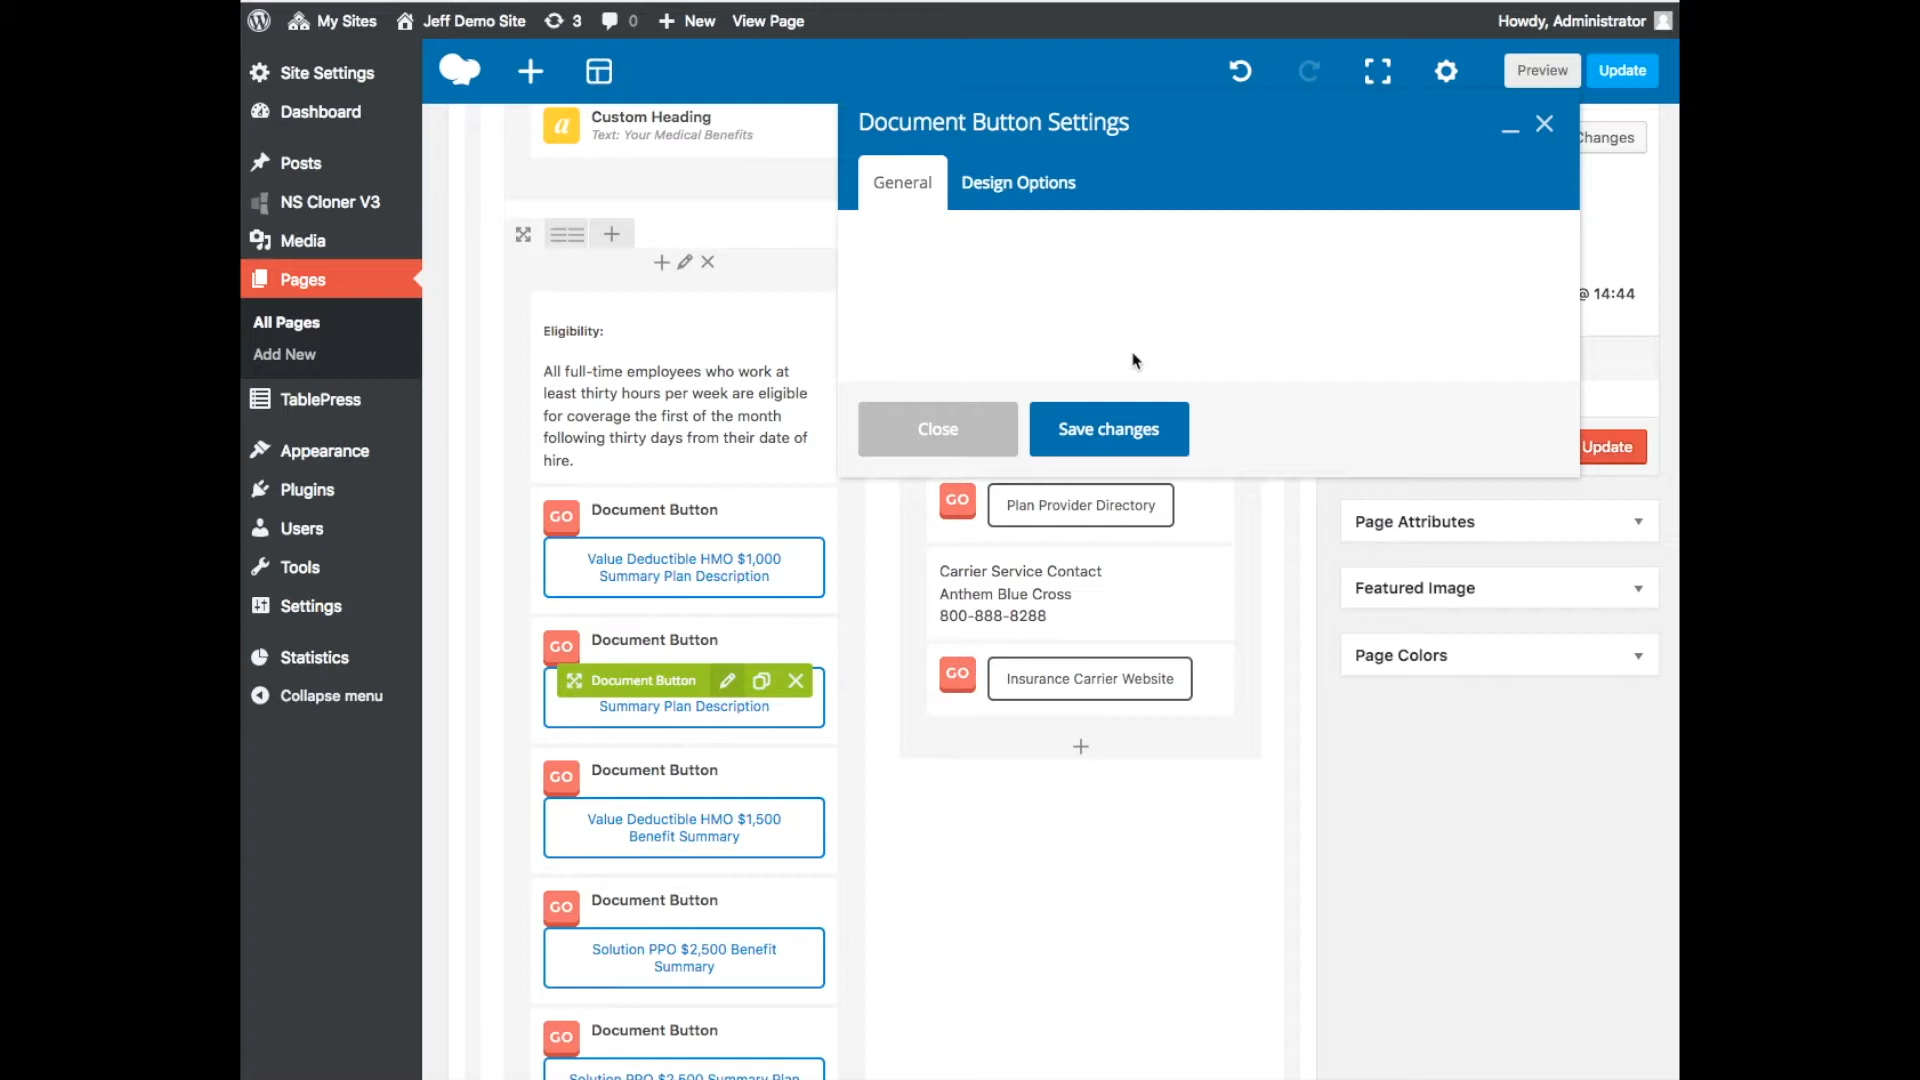 My Sites
Jeff Demo Site
3
0
New
View Page
Howdy, Administrator
Site Settings
Dashboard
Posts
NS Cloner V3
Media
Pages
All Pages
Add New
TablePress
Appearance
Plugins
Users
Tools
Settings
Statistics
Collapse menu
Preview
Update
a
Custom Heading
Text: Your Medical Benefits
Eligibility:
All full-time employees who work at
least thirty hours per week are eligible
for coverage the first of the month
following thirty days from their date of
hire.
GO
Document Button
Value Deductible HMO $1,000
Summary Plan Description
GO
Document Button
Document Button
Summary Plan Description
GO
Document Button
Value Deductible HMO $1,500
Benefit Summary
GO
Document Button
Solution PPO $2,500 Benefit
Summary
GO
Document Button
Solution PPO $2,500 Summary Plan
Document Button Settings
General
Design Options
Close
Save changes
GO
Plan Provider Directory
Carrier Service Contact
Anthem Blue Cross
800-888-8288
GO
Insurance Carrier Website
Changes
@ 14:44
Update
Page Attributes
Featured Image
Page Colors